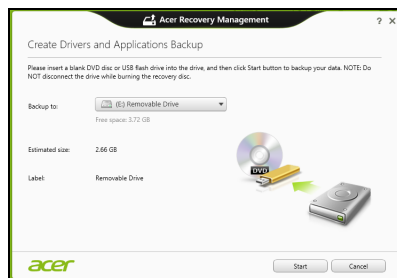 Acer Recovery Management
? X
Create Drivers and Applications Backup
Please insert a blank DVD disc or USB flash drive into the drive, and then click Start button to backup your data. NOTE: Do
NOT disconnect the drive while burning the recovery disc.
Backup to: (E:) Removable Drive
Free space: 3.72 GB
Estimated size: 2.66 GB
DVD
Label: Removable Drive
acer Start Cancel